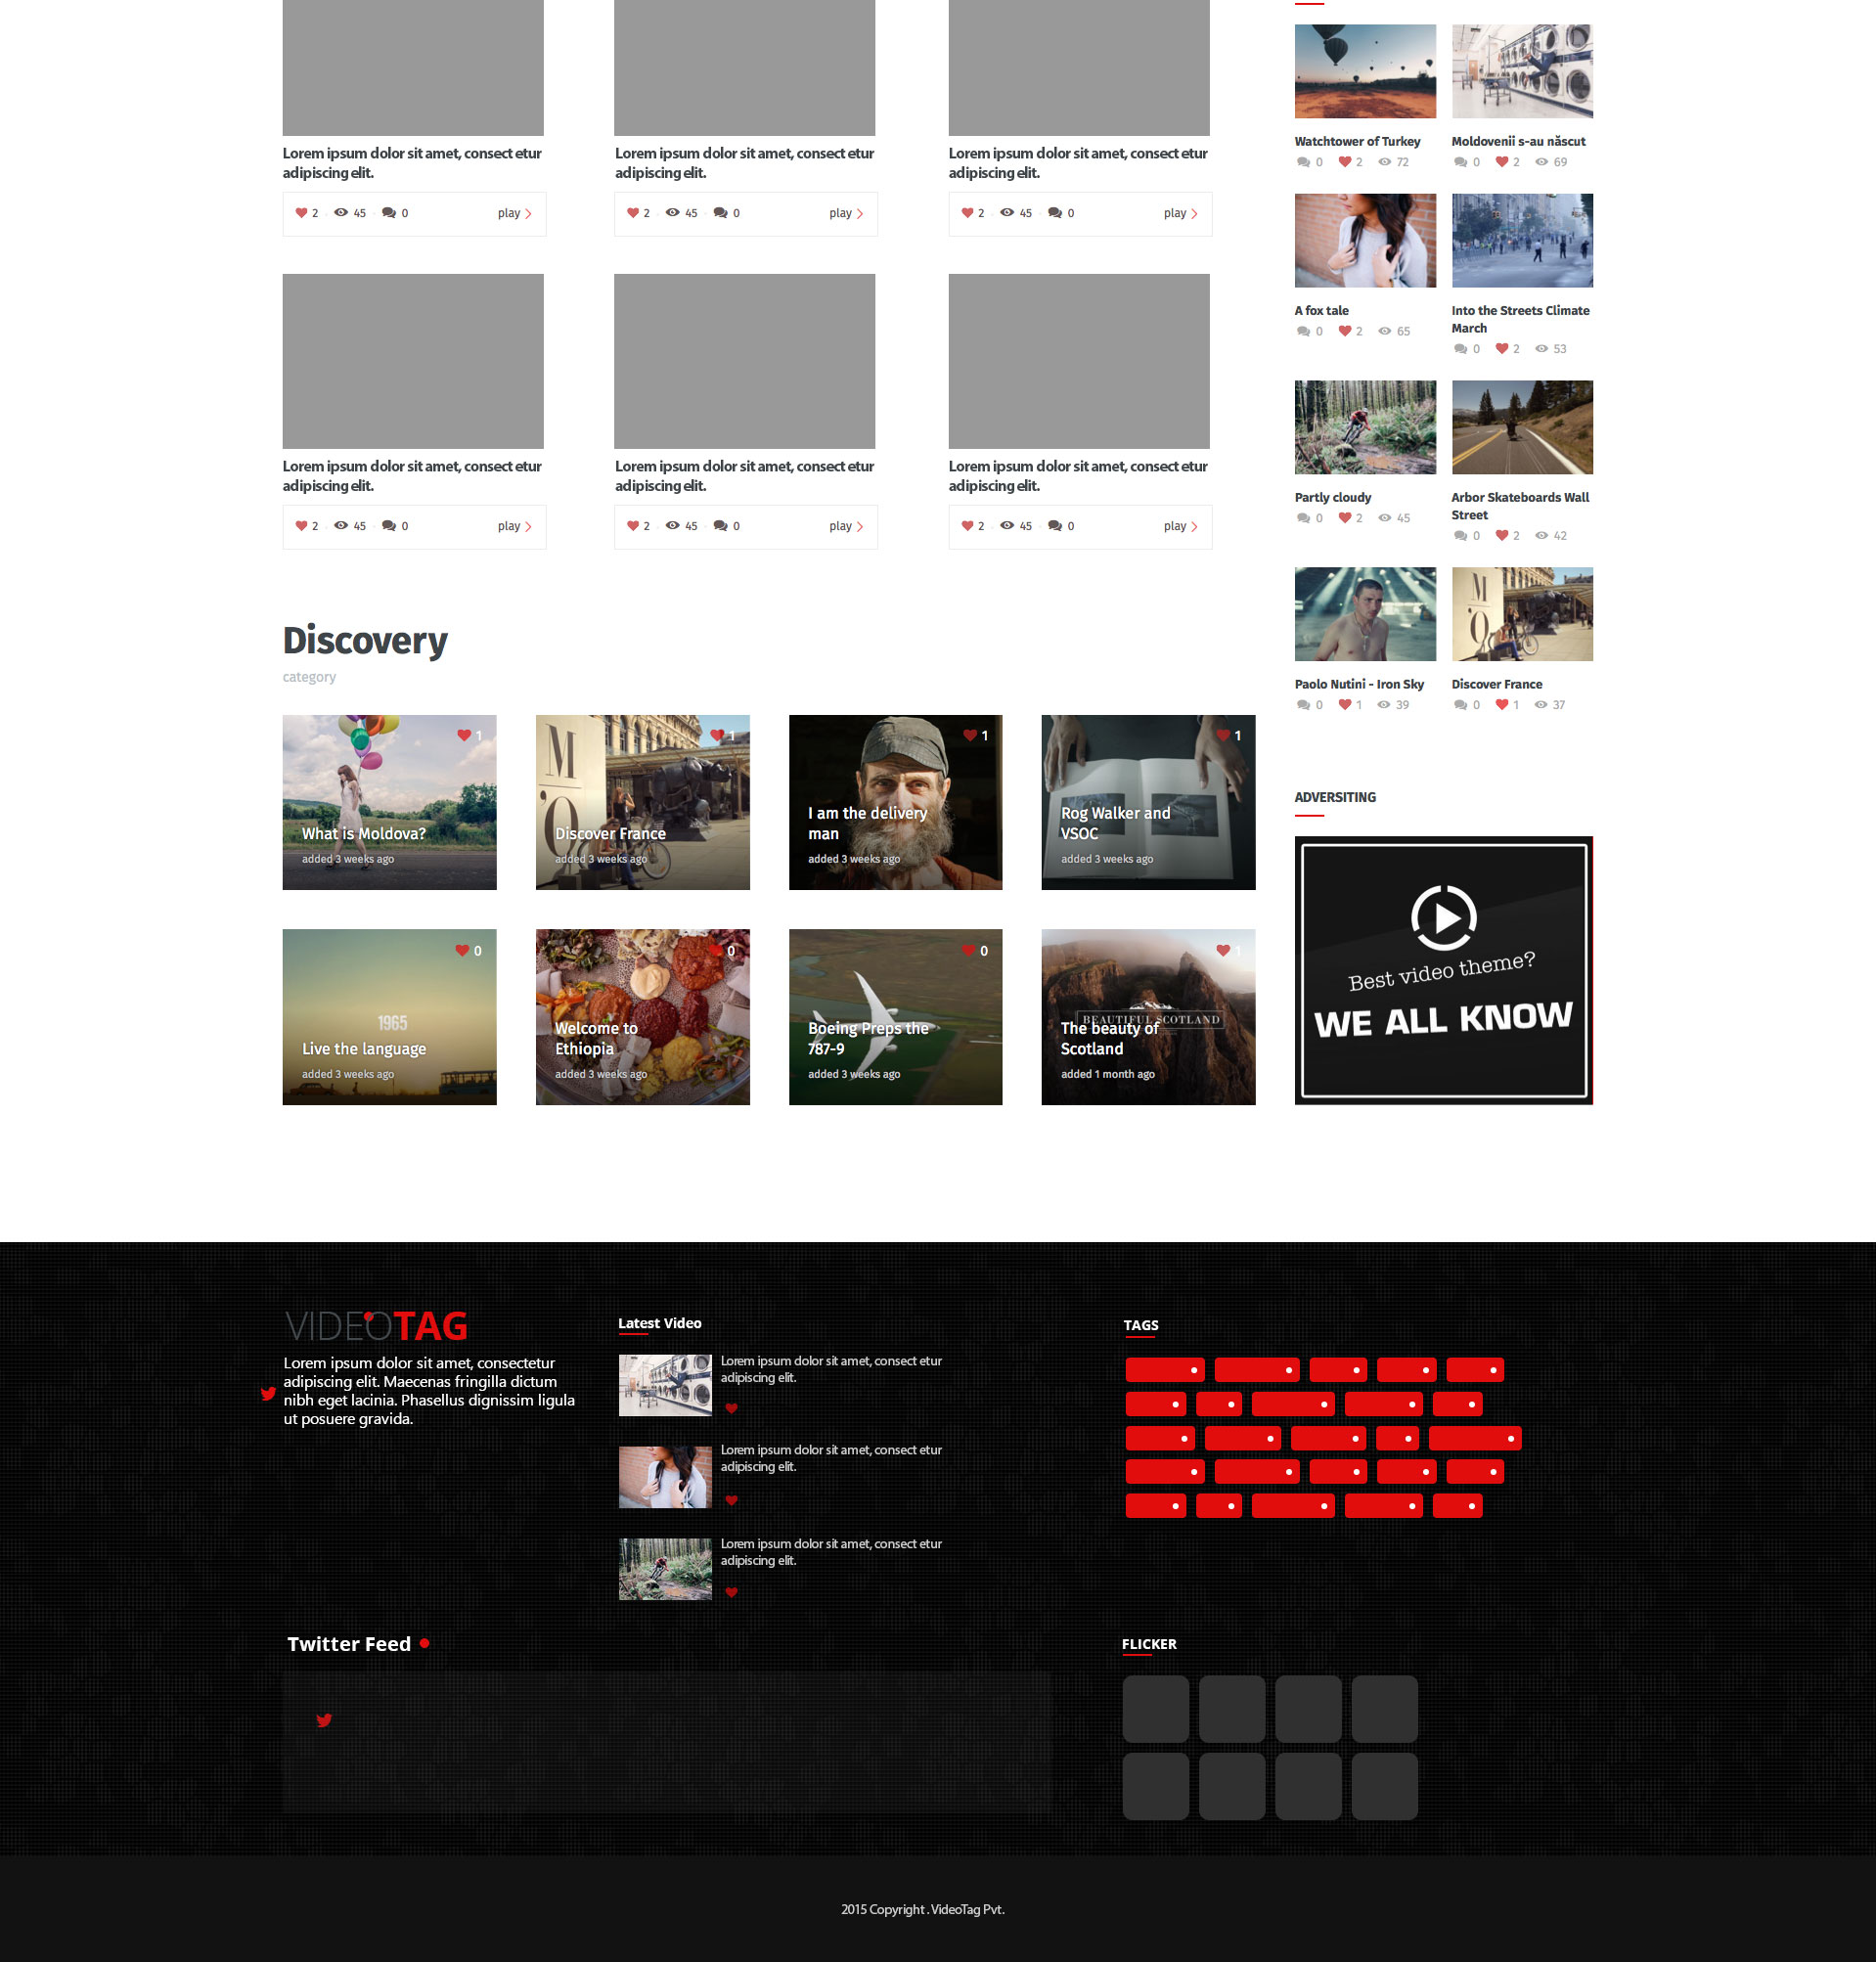 Lorem ipsum dolor sit amet, consect etur
adipiscing elit.
2 45 0 play
Lorem ipsum dolor sit amet, consect etur
adipiscing elit.
2 45 0 play
Lorem ipsum dolor sit amet, consect etur
adipiscing elit.
2 45 0 play
Lorem ipsum dolor sit amet, consect etur
adipiscing elit.
2 45 0 play
Lorem ipsum dolor sit amet, consect etur
adipiscing elit.
2 45 0 play
Lorem ipsum dolor sit amet, consect etur
adipiscing elit.
2 45 0 play
Discovery
category
1
What is Moldova?
added 3 weeks ago
M
'O
1
Discover France
added 3 weeks ago
1
I am the delivery
man
added 3 weeks ago
1
Rog Walker and
VSOC
added 3 weeks ago
0
1965
Live the language
added 3 weeks ago
0
Welcome to
Ethiopia
added 3 weeks ago
0
Boeing Preps the
787-9
added 3 weeks ago
1
BEAUTIFUL SCOTLAND
The beauty of
Scotland
added 1 month ago
Watchtower of Turkey
0 2 72
Moldovenii s-au născut
0 2 69
A fox tale
0 2 65
Into the Streets Climate
March
0 2 53
Partly cloudy
0 2 45
Arbor Skateboards Wall
Street
0 2 42
Paolo Nutini - Iron Sky
0 1 39
M
'O
Discover France
0 1 37
ADVERSITING
Best video theme?
WE ALL KNOW
VIDEOTAG
Lorem ipsum dolor sit amet, consectetur
adipiscing elit. Maecenas fringilla dictum
nibh eget lacinia. Phasellus dignissim ligula
ut posuere gravida.
Latest Video
Lorem ipsum dolor sit amet, consect etur
adipiscing elit.
Lorem ipsum dolor sit amet, consect etur
adipiscing elit.
Lorem ipsum dolor sit amet, consect etur
adipiscing elit.
TAGS
Twitter Feed
FLICKER
2015 Copyright . VideoTag Pvt.